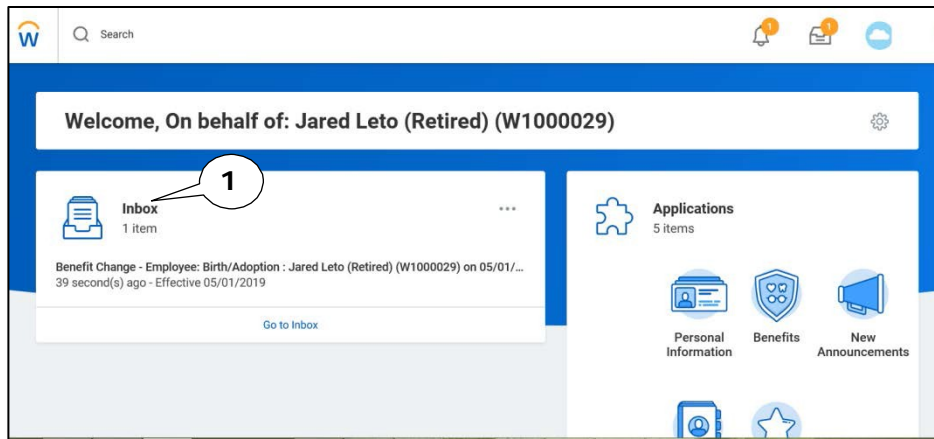 W
Search
1
1
Welcome, On behalf of: Jared Leto (Retired) (W1000029)
1
Inbox
1 item
Benefit Change - Employee: Birth/Adoption : Jared Leto (Retired) (W1000029) on 05/01/...
39 second(s) ago - Effective 05/01/2019
Go to Inbox
Applications
5 items
Personal
Information
Benefits
New
Announcements